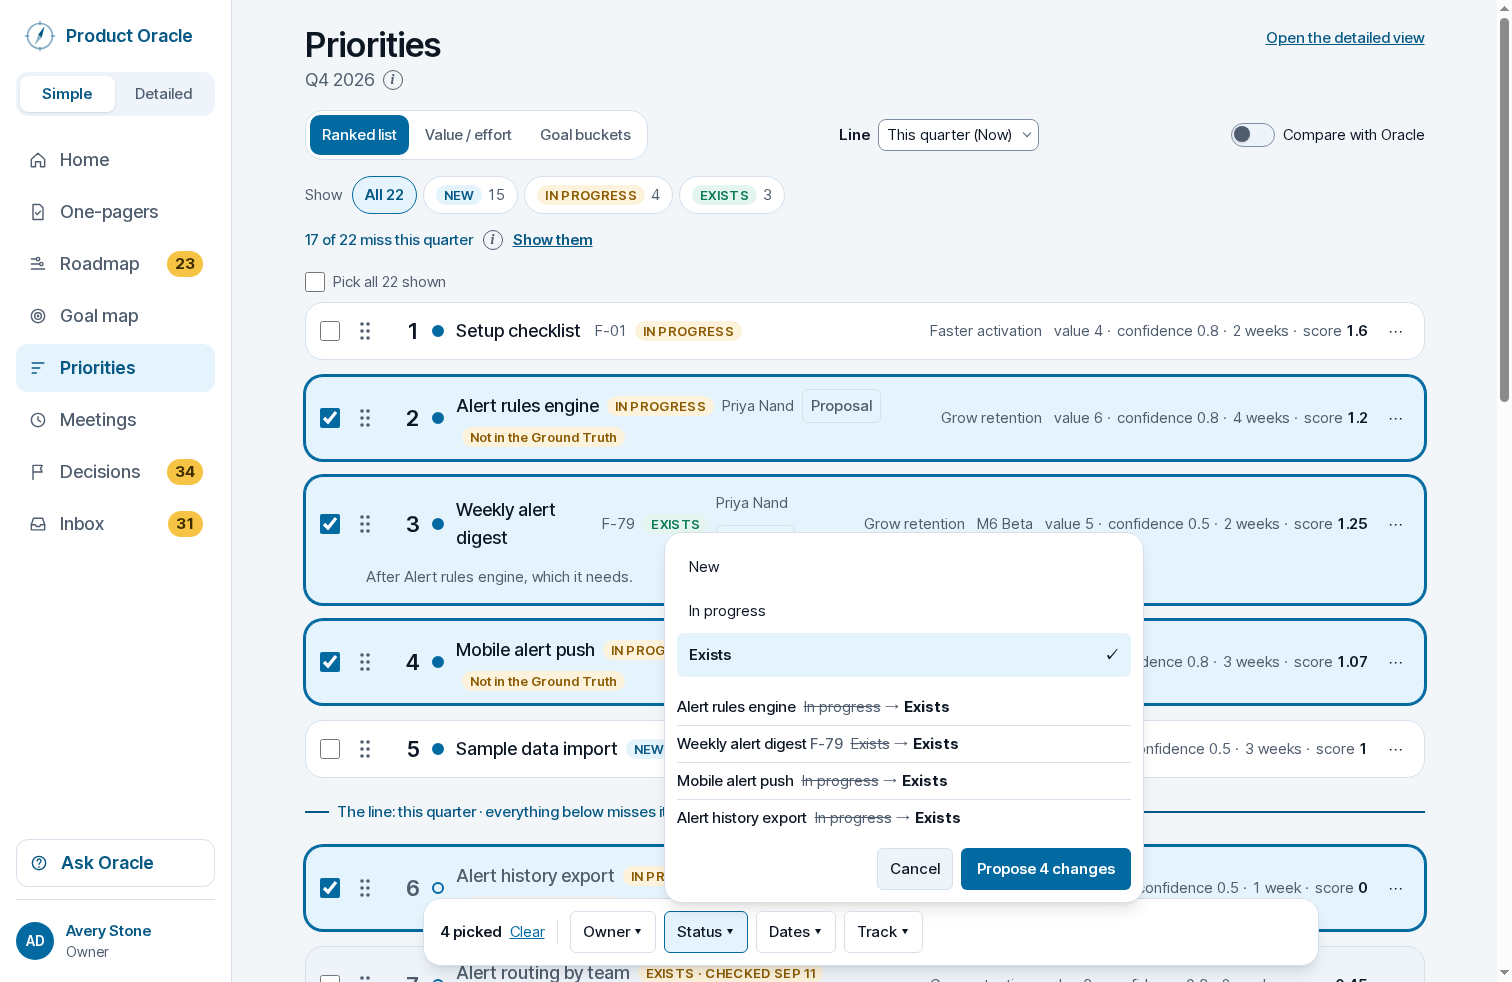 Product Oracle
Simple
Detailed
Home
One-pagers
Roadmap
23
Goal map
Priorities
Meetings
Decisions
34
Inbox
31
Ask Oracle
AD
Avery Stone
Owner
Priorities
Open the detailed view
Q4 2026 i
Ranked list
Value / effort
Goal buckets
Line
This quarter (Now)
Compare with Oracle
Show
All 22
NEW 15
IN PROGRESS 4
EXISTS 3
17 of 22 miss this quarter i Show them
Pick all 22 shown
1 Setup checklist F-01 IN PROGRESS Faster activation value 4 · confidence 0.8 · 2 weeks · score 1.6 ...
2 Alert rules engine IN PROGRESS Priya Nand Proposal Grow retention value 6 · confidence 0.8 · 4 weeks · score 1.2 ...
Not in the Ground Truth
3 Weekly alert digest F-79 EXISTS Priya Nand Grow retention M6 Beta value 5 · confidence 0.5 · 2 weeks · score 1.25 ...
After Alert rules engine, which it needs.
4 Mobile alert push IN PROG dence 0.8 · 3 weeks · score 1.07 ...
Not in the Ground Truth
5 Sample data import NEW nfidence 0.5 · 3 weeks · score 1 ...
The line: this quarter · everything below misses it
6 Alert history export IN PR confidence 0.5 · 1 week · score 0 ...
Alert routing by team EXISTS · CHECKED SEP 11
New
In progress
Exists ✓
Alert rules engine In progress → Exists
Weekly alert digest F-79 Exists → Exists
Mobile alert push In progress → Exists
Alert history export In progress → Exists
Cancel
Propose 4 changes
4 picked Clear
Owner ▾
Status ▾
Dates ▾
Track ▾